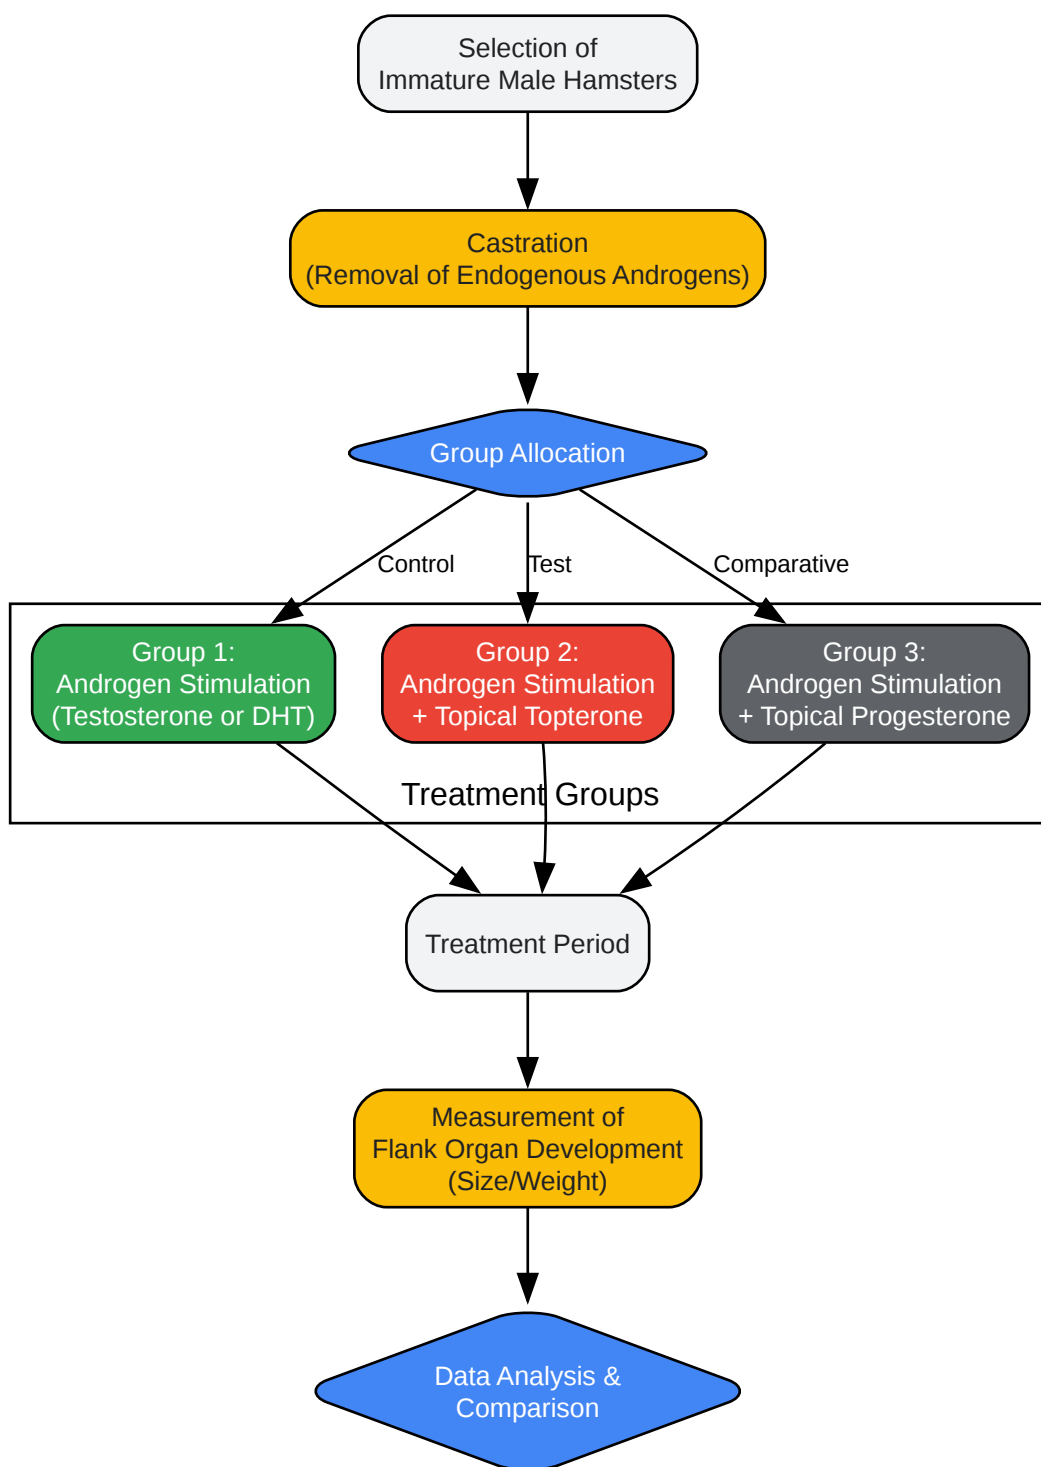 Selection of
Immature Male Hamsters
Castration
(Removal of Endogenous Androgens)
Group Allocation
Control
Test
Comparative
Group 1:
Androgen Stimulation
(Testosterone or DHT)
Group 2:
Androgen Stimulation
+ Topical Topterone
Group 3:
Androgen Stimulation
+ Topical Progesterone
Treatment Groups
Treatment Period
Measurement of
Flank Organ Development
(Size/Weight)
Data Analysis &
Comparison